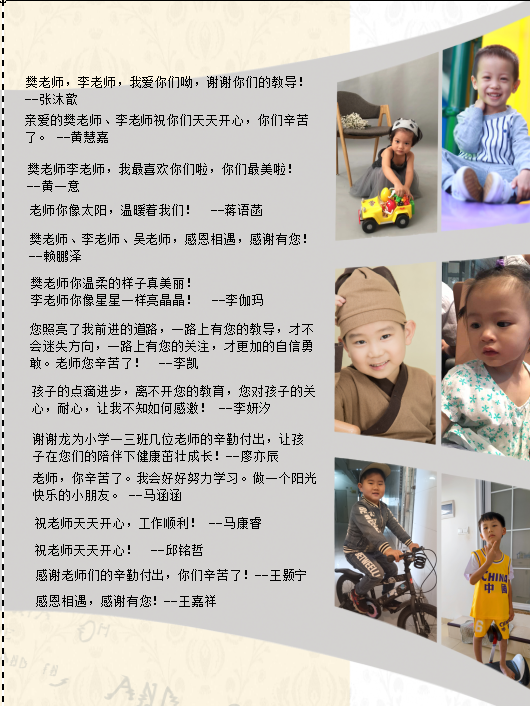 樊老师，李老师，我爱你们呦，谢谢你们的教导！
--张沐歆
亲爱的樊老师、李老师祝你们天天开心，你们辛苦
了。 --黄慧嘉
樊老师李老师，我最喜欢你们啦，你们最美啦！
--黄一意
老师你像太阳，温暖着我们！ --蒋语菡
樊老师、李老师、吴老师，感恩相遇，感谢有您！
--赖鹏泽
樊老师你温柔的样子真美丽！
李老师你像星星一样亮晶晶！ --李伽玛
您照亮了我前进的道路，一路上有您的教导，才不
会迷失方向，一路上有您的关注，才更加的自信勇
敢。老师您辛苦了！ --李凯
孩子的点滴进步，离不开您的教育，您对孩子的关
心，耐心，让我不知如何感激！ --李妍汐
谢谢龙为小学一三班几位老师的辛勤付出，让孩
子在您们的陪伴下健康茁壮成长！--廖亦辰
老师，你辛苦了。我会好好努力学习。做一个阳光
快乐的小朋友。 --马涵涵
祝老师天天开心，工作顺利！ --马康睿
祝老师天天开心！ --邱铭哲
感谢老师们的辛勤付出，你们辛苦了！--王颢宁
感恩相遇，感谢有您！--王嘉祥
CHINA
中国